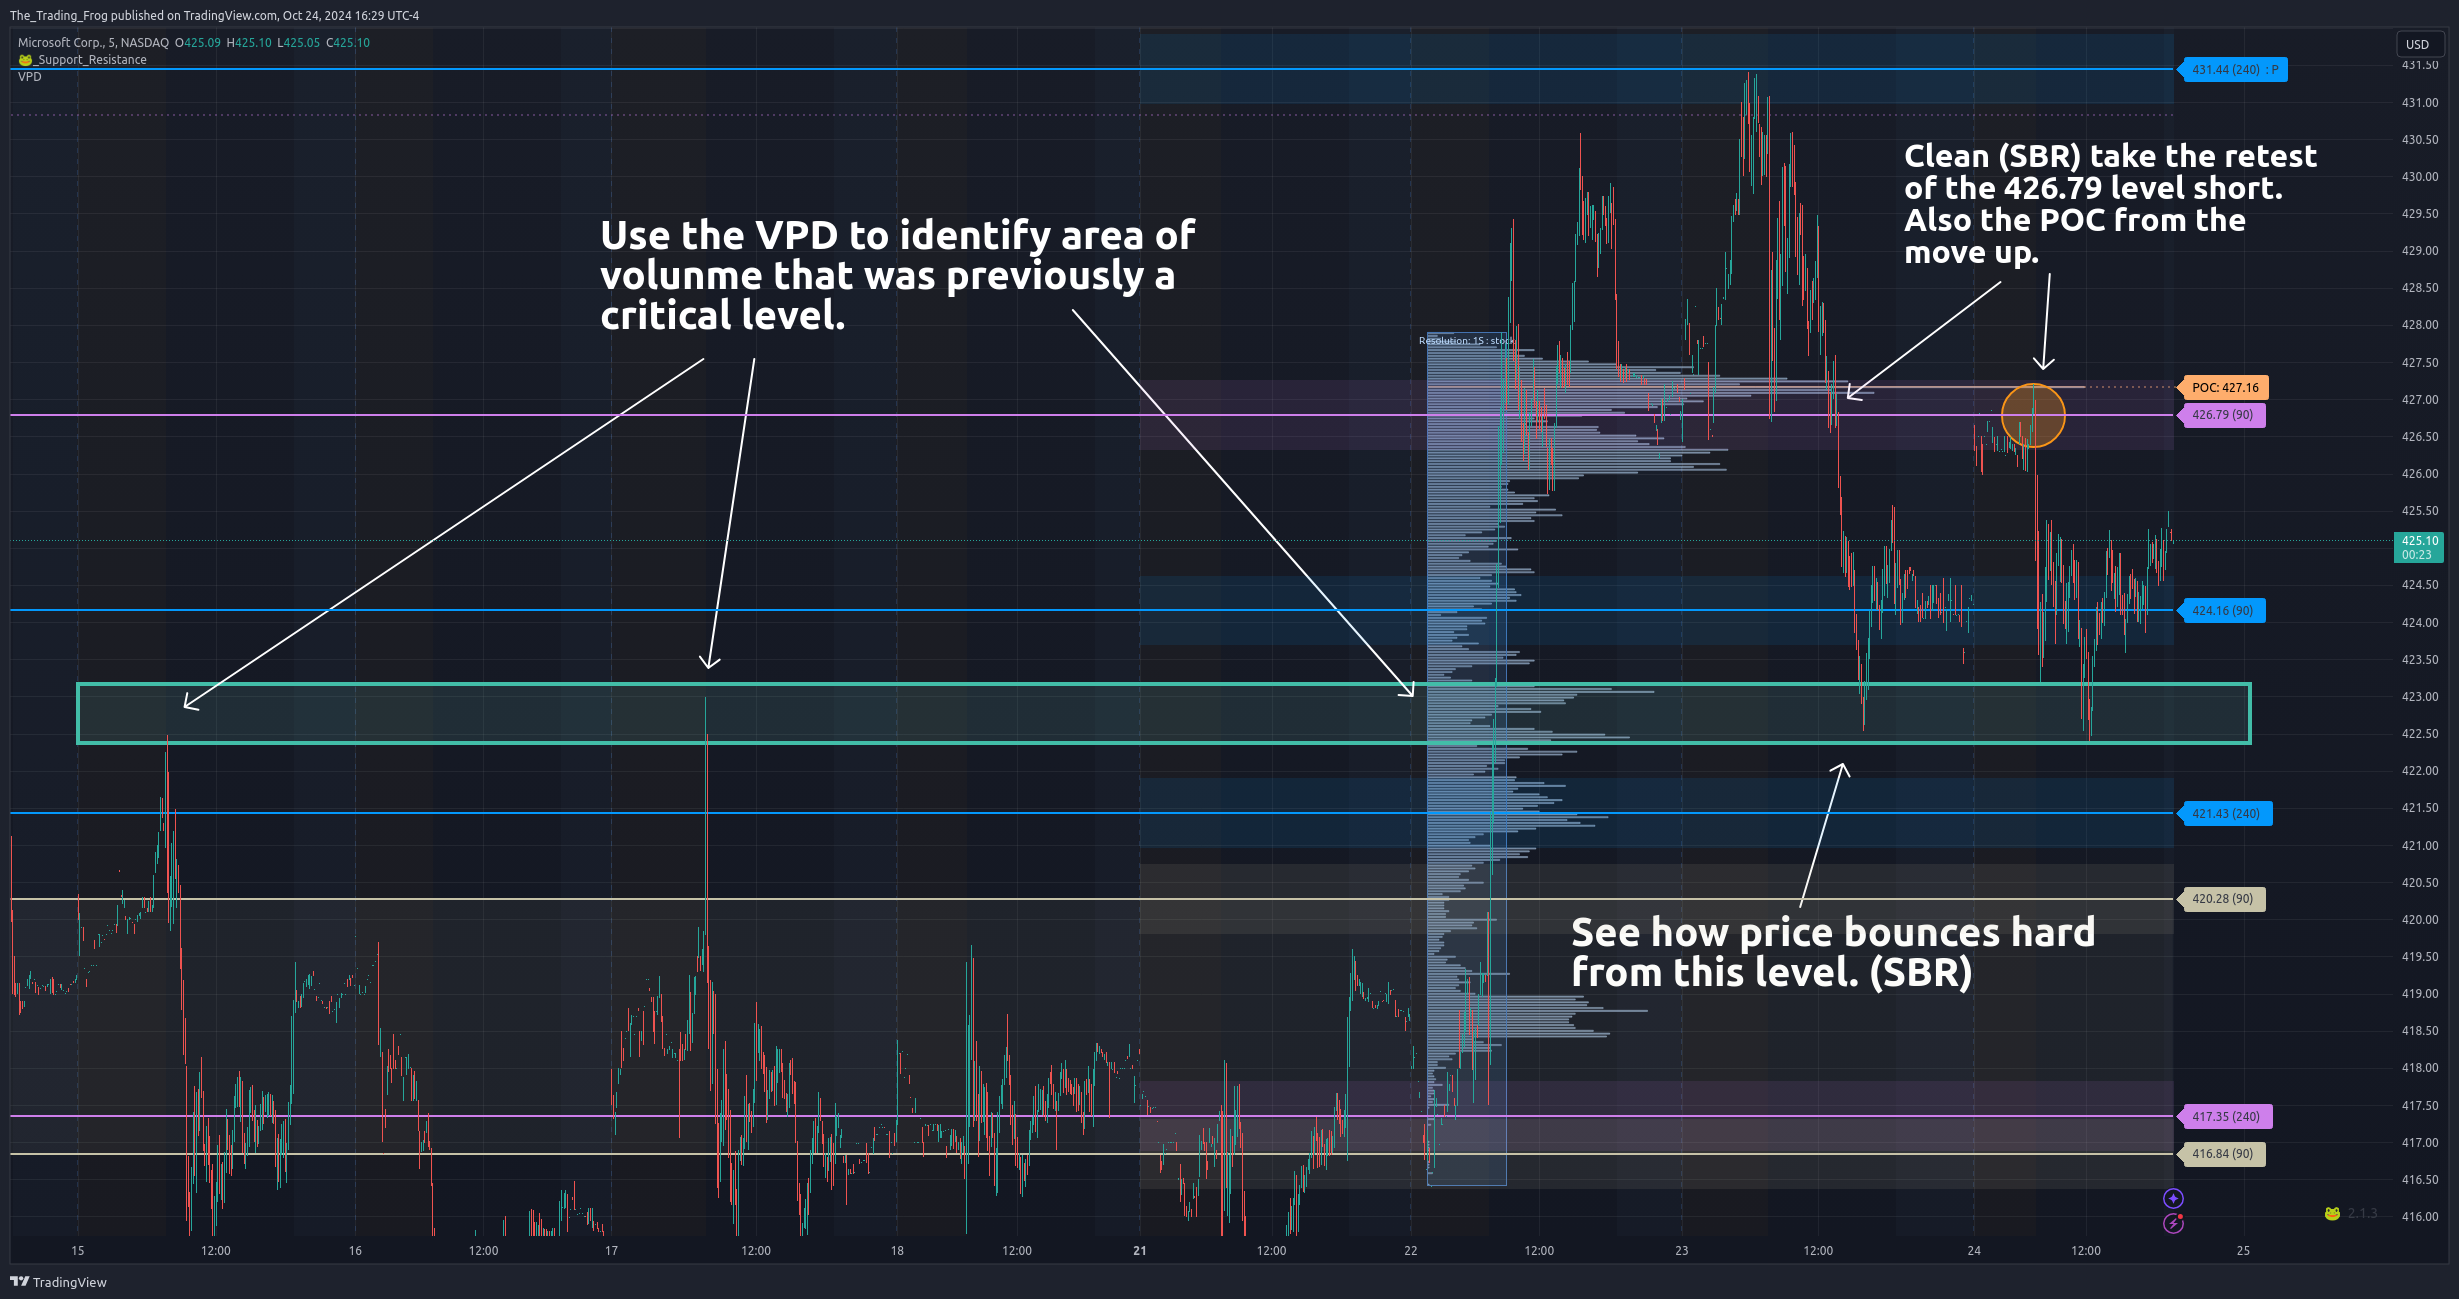 The_Trading_Frog published on TradingView.com, Oct 24, 2024 16:29 UTC-4
Microsoft Corp., 5, NASDAQ O425.09 H425.10 L425.05 C425.10
🐸_Support_Resistance
VPD
USD
431.50
431.00
430.50
430.00
429.50
429.00
428.50
428.00
427.50
427.00
426.50
426.00
425.50
425.10
00:23
424.50
424.00
423.50
423.00
422.50
422.00
421.50
421.00
420.50
420.00
419.50
419.00
418.50
418.00
417.50
417.00
416.50
416.00
431.44 (240) : P
POC: 427.16
426.79 (90)
424.16 (90)
421.43 (240)
420.28 (90)
417.35 (240)
416.84 (90)
Clean (SBR) take the retest
of the 426.79 level short.
Also the POC from the
move up.
Use the VPD to identify area of
volunme that was previously a
critical level.
Resolution: 1S : stock
See how price bounces hard
from this level. (SBR)
🐸 2.1.3
15 12:00 16 12:00 17 12:00 18 12:00 21 12:00 22 12:00 23 12:00 24 12:00 25
TradingView